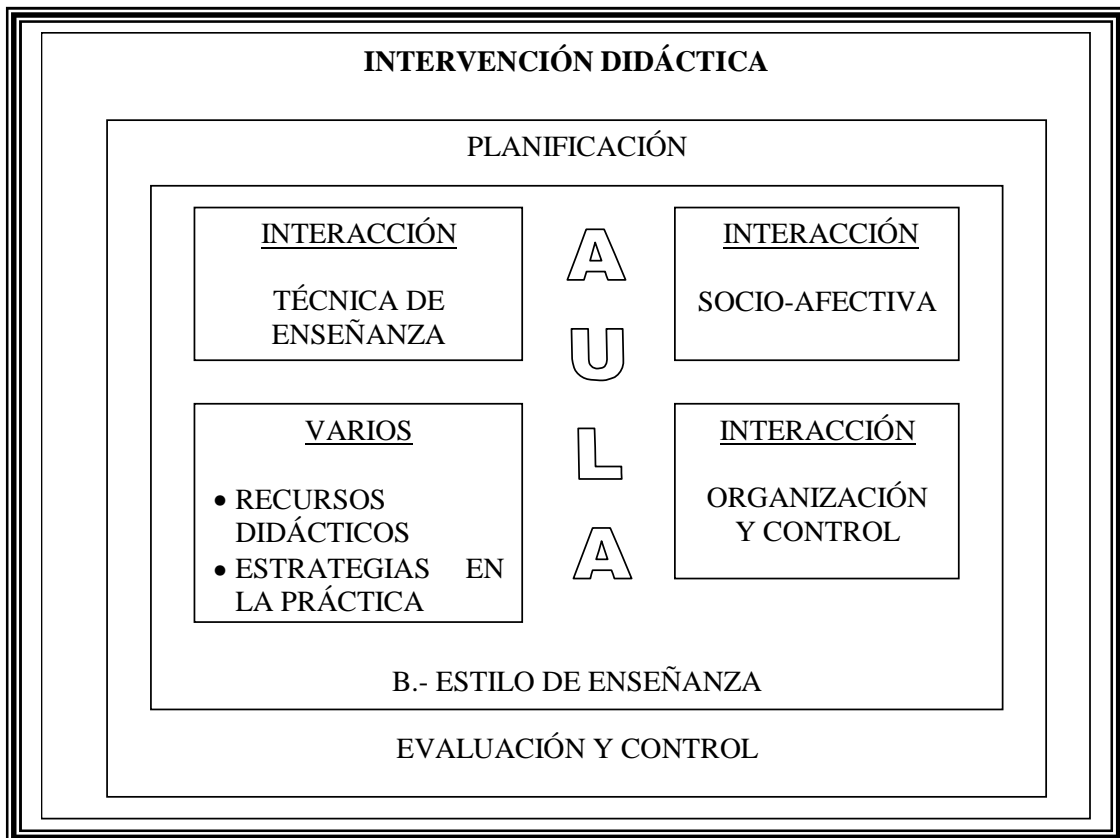 INTERVENCIÓN DIDÁCTICA
PLANIFICACIÓN
INTERACCIÓN
TÉCNICA DE
ENSEÑANZA
A
U
L
A
INTERACCIÓN
SOCIO-AFECTIVA
VARIOS
• RECURSOS
DIDÁCTICOS
• ESTRATEGIAS EN
LA PRÁCTICA
INTERACCIÓN
ORGANIZACIÓN
Y CONTROL
B.- ESTILO DE ENSEÑANZA
EVALUACIÓN Y CONTROL